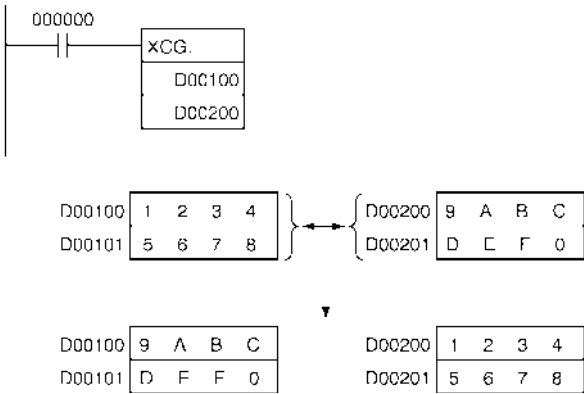 000000
XCG.
D00100
D00200
D00100 1 2 3 4 D00200 9 A B C
D00101 5 6 7 8 D00201 D E F 0
D00100 9 A B C D00200 1 2 3 4
D00101 D E F 0 D00201 5 6 7 8